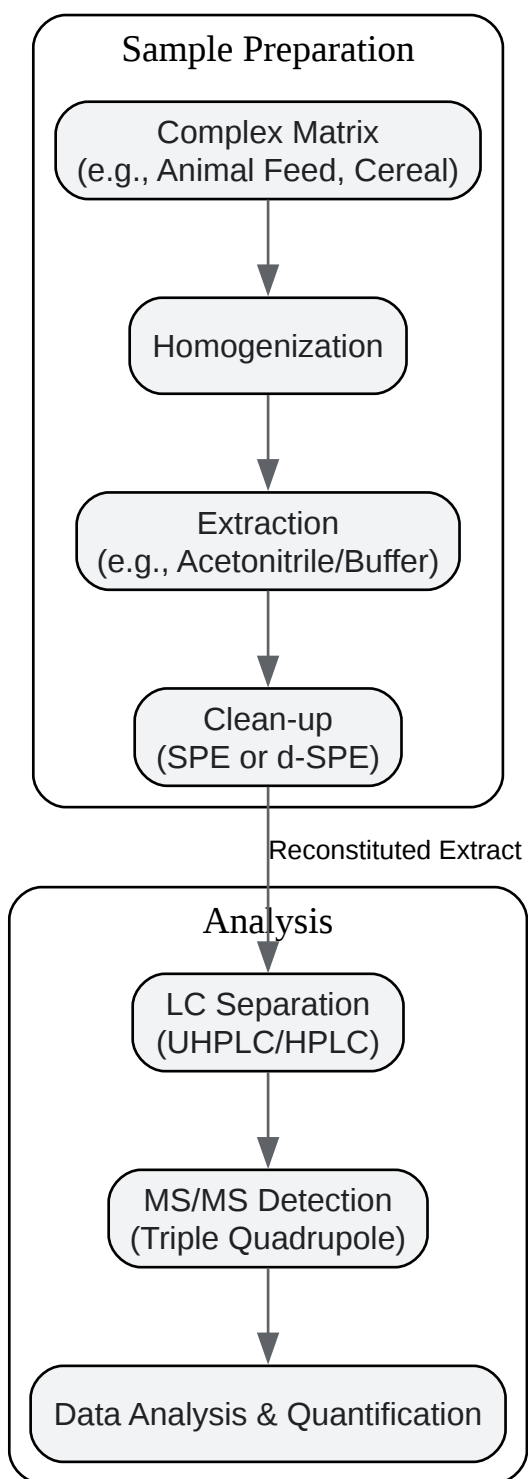 Sample Preparation
Complex Matrix
(e.g., Animal Feed, Cereal)
Homogenization
Extraction
(e.g., Acetonitrile/Buffer)
Clean-up
(SPE or d-SPE)
Reconstituted Extract
Analysis
LC Separation
(UHPLC/HPLC)
MS/MS Detection
(Triple Quadrupole)
Data Analysis & Quantification